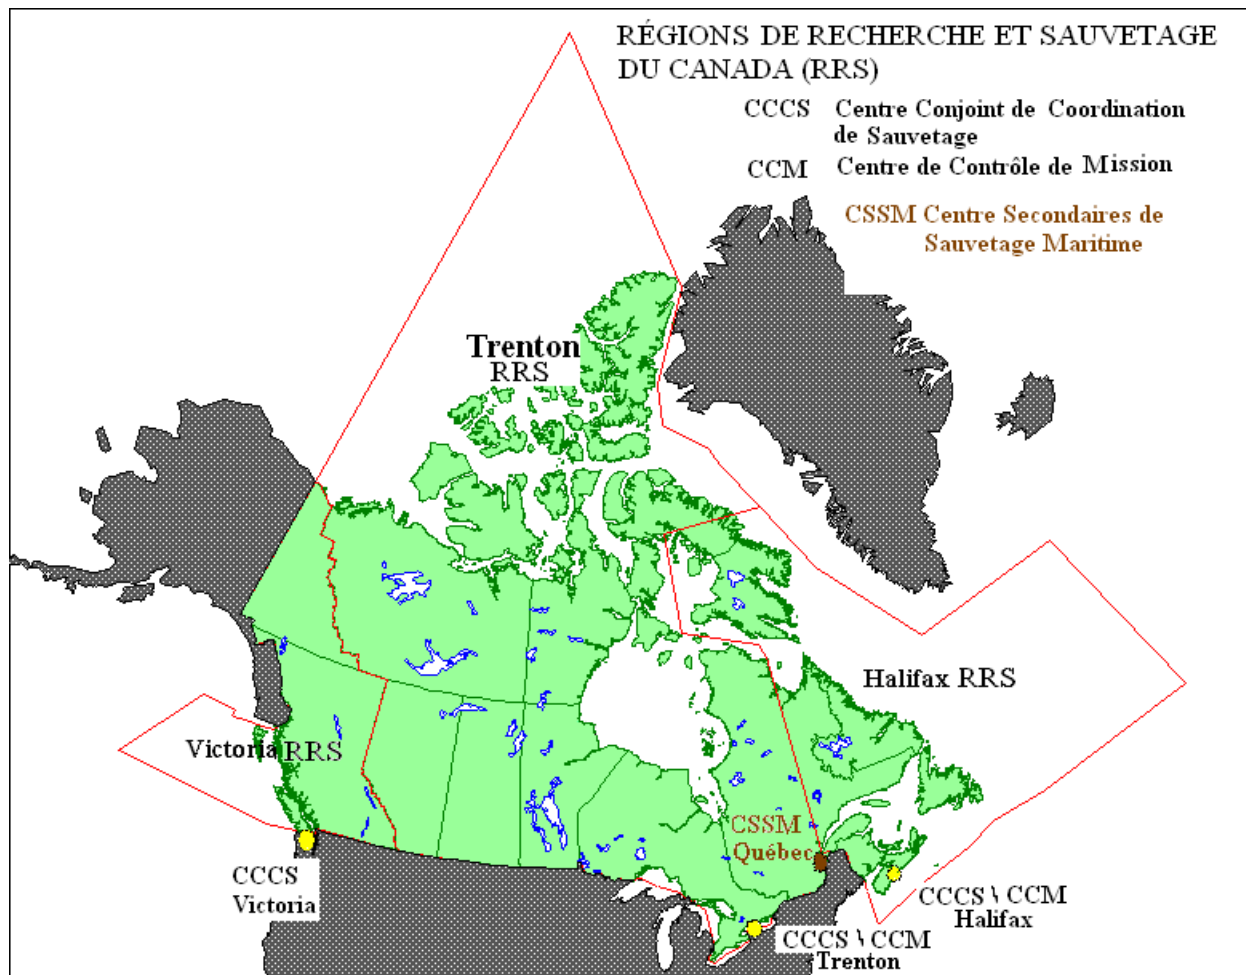 RÉGIONS DE RECHERCHE ET SAUVETAGE
DU CANADA (RRS)
CCCS Centre Conjoint de Coordination
de Sauvetage
CCM Centre de Contrôle de Mission
CSSM Centre Secondaires de
Sauvetage Maritime
Trenton
RRS
Halifax RRS
Victoria RRS
CSSM
Québec
CCCS
Victoria
CCCS \ CCM
Halifax
CCCS \ CCM
Trenton